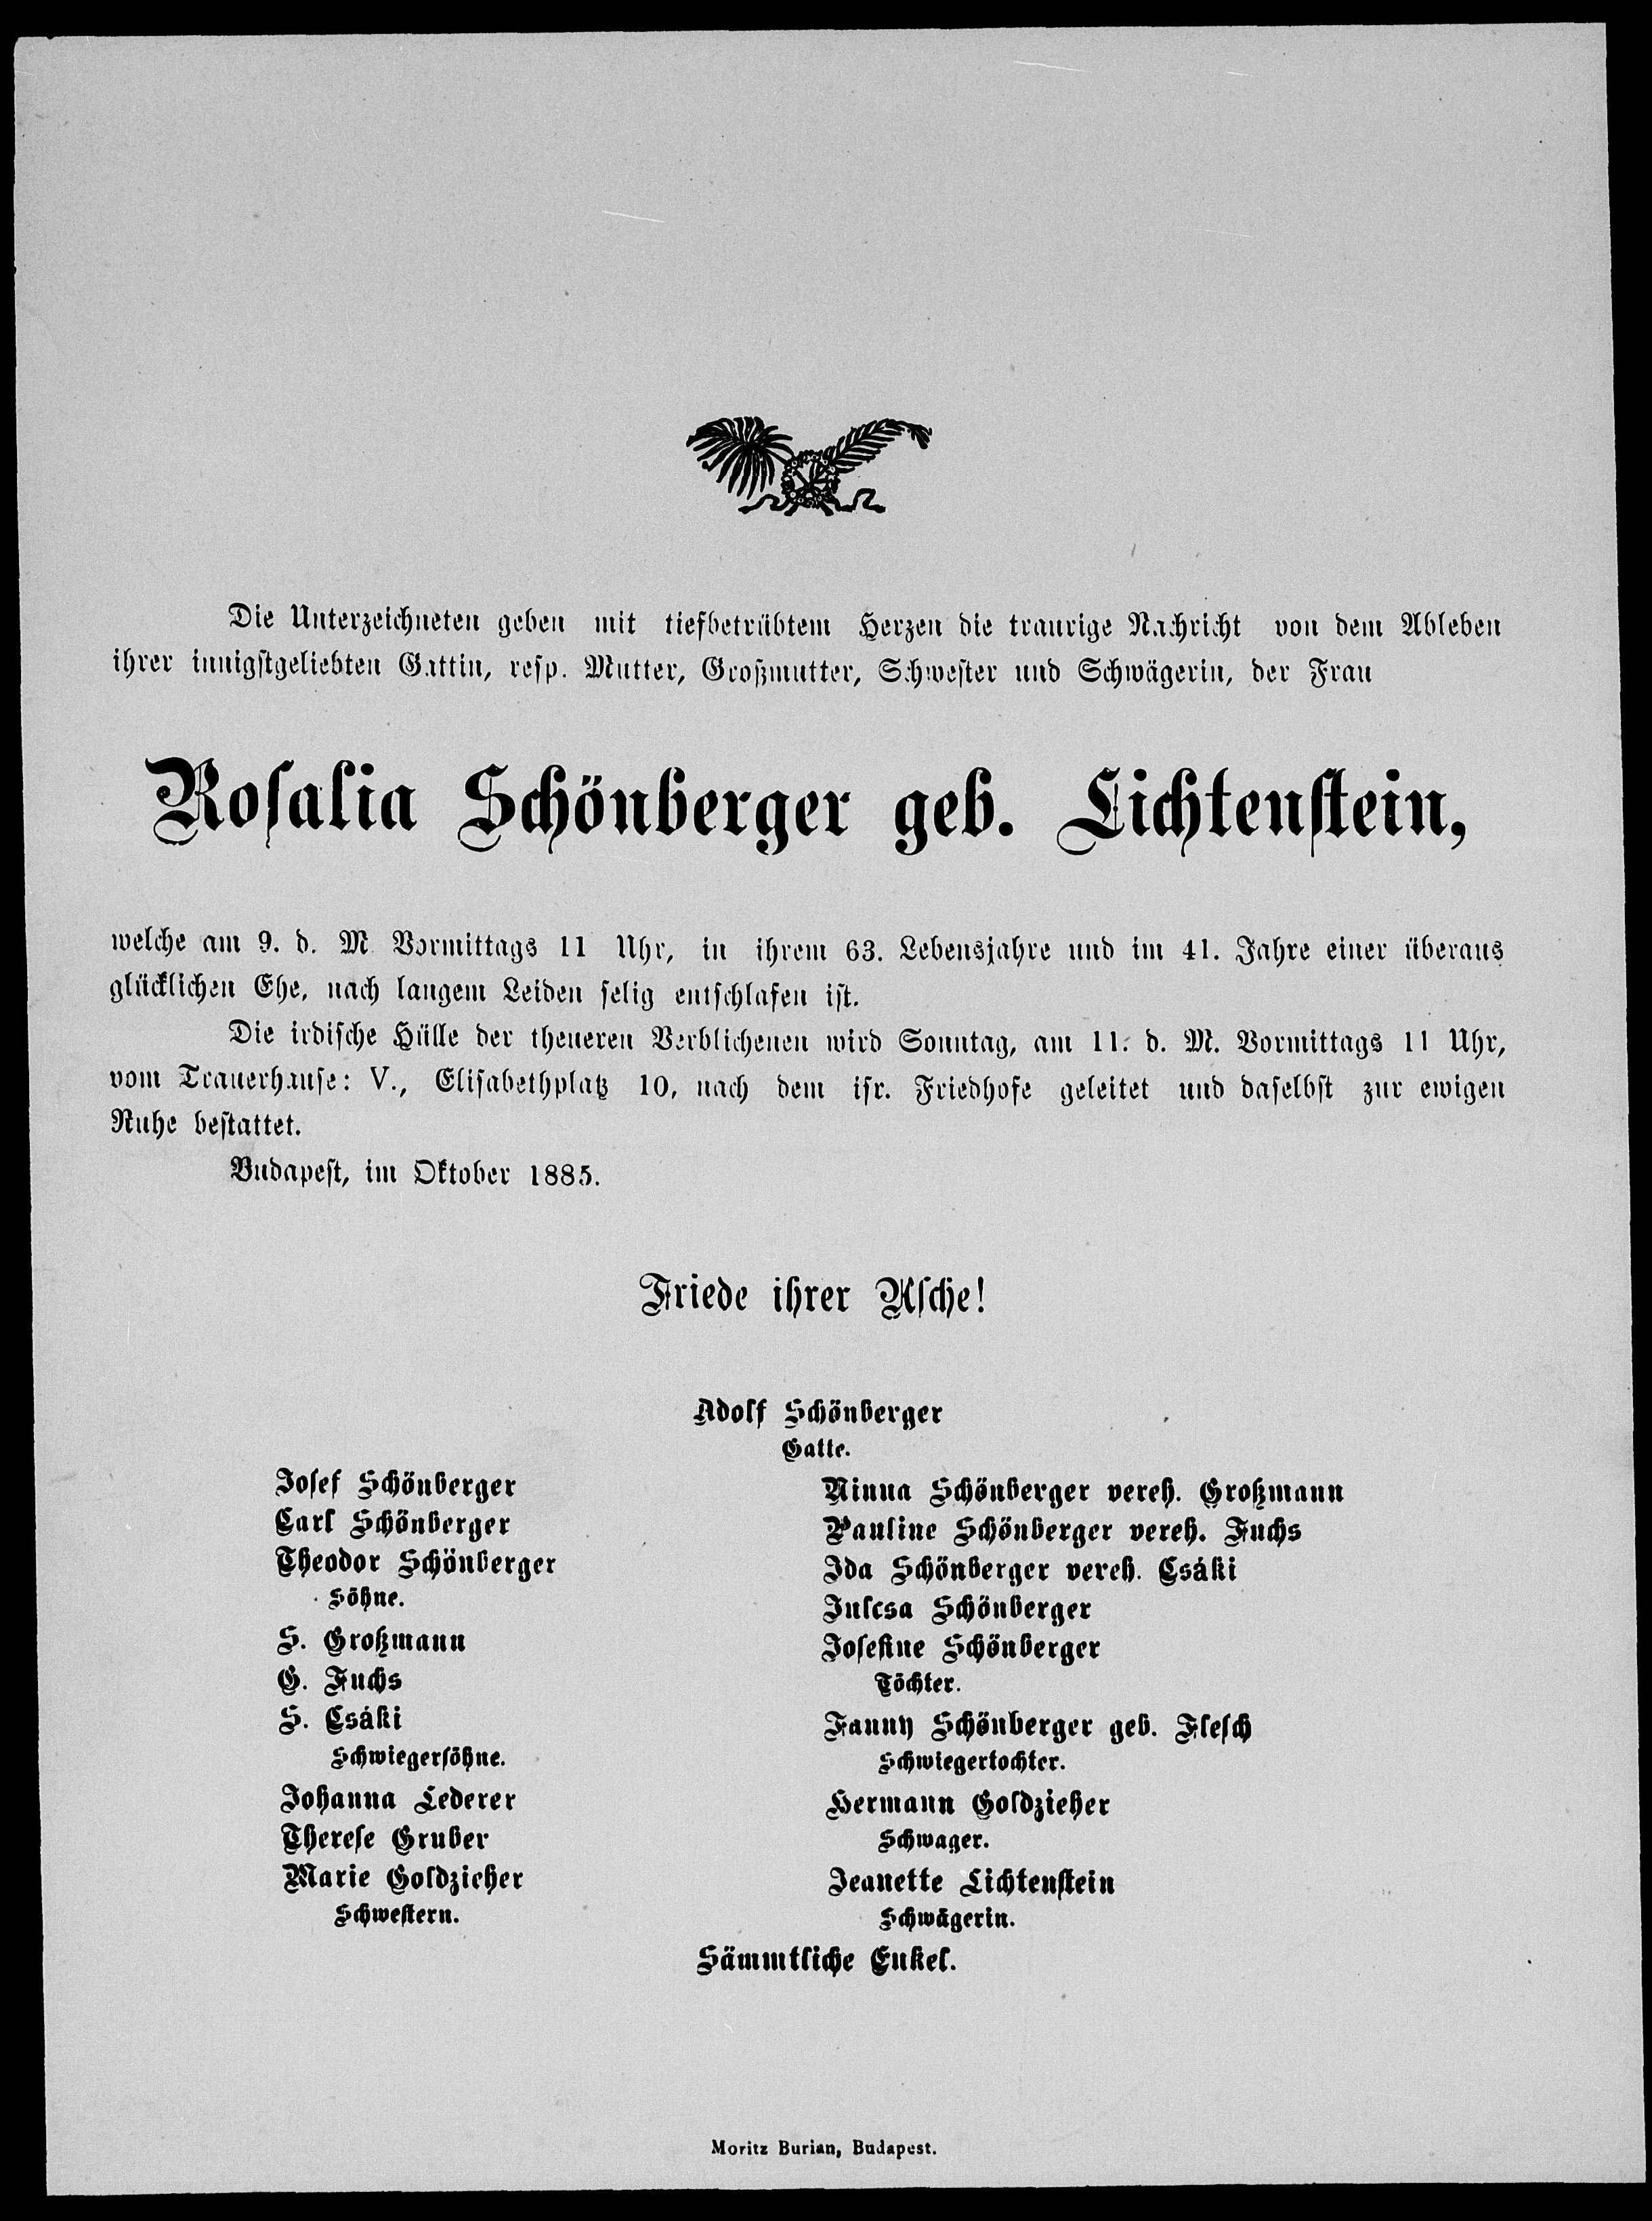 Die Unterzeichneten geben mit tiefbetrübtem Herzen die traurige Nachricht von dem Ableben
ihrer innigstgeliebten Gattin, resp. Mutter, Großmutter, Schwester und Schwägerin, der Frau
Rosalia Schönberger geb. Lichtenstein,
welche am 9. d. M Vormittags 11 Uhr, in ihrem 63. Lebensjahre und im 41. Jahre einer überaus
glücklichen Ehe, nach langem Leiden selig entschlafen ist.
Die irdische Hülle der theueren Verblichenen wird Sonntag, am 11. d. M. Vormittags 11 Uhr,
vom Trauerhause: V., Elisabethplatz 10, nach dem isr. Friedhofe geleitet und daselbst zur ewigen
Ruhe bestattet.
Budapest, im Oktober 1885.
Friede ihrer Asche!
Adolf Schönberger
Gatte.
Josef Schönberger
Carl Schönberger
Theodor Schönberger
Söhne.
S. Großmann
G. Fuchs
S. Csáki
Schwiegersöhne.
Johanna Lederer
Therese Gruber
Marie Goldzieher
Schwestern.
Ninna Schönberger vereh. Großmann
Pauline Schönberger vereh. Fuchs
Ida Schönberger vereh. Csáki
Julcsa Schönberger
Josefine Schönberger
Töchter.
Fanny Schönberger geb. Flesch
Schwiegertochter.
Hermann Goldzieher
Schwager.
Jeanette Lichtenstein
Schwägerin.
Sämmtliche Enkel.
Moritz Burian, Budapest.